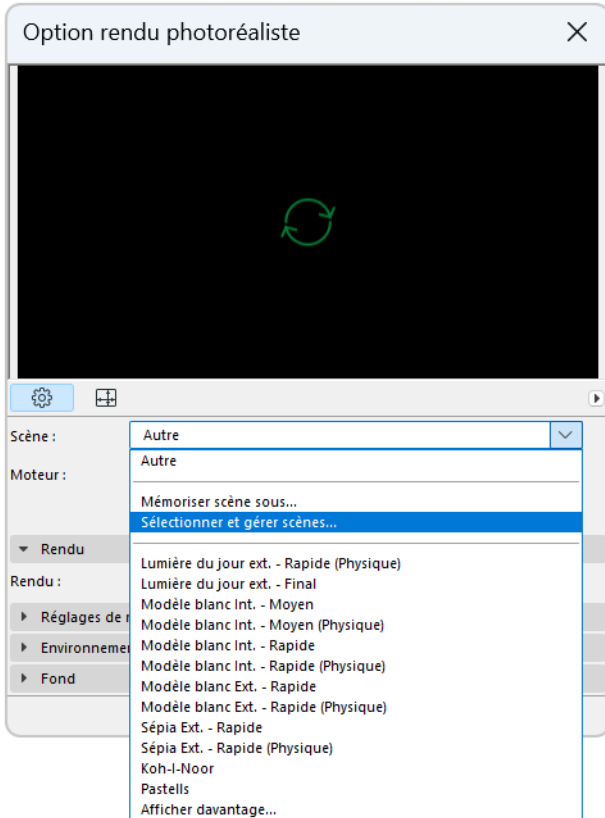 Option rendu photoréaliste
Scène :
Autre
Autre
Moteur :
Mémoriser scène sous...
Sélectionner et gérer scènes...
Rendu
Lumière du jour ext. - Rapide (Physique)
Rendu :
Lumière du jour ext. - Final
Modèle blanc Int. - Moyen
Réglages de r
Modèle blanc Int. - Moyen (Physique)
Modèle blanc Int. - Rapide
Environnemer
Modèle blanc Int. - Rapide (Physique)
Fond
Modèle blanc Ext. - Rapide
Modèle blanc Ext. - Rapide (Physique)
Sépia Ext. - Rapide
Sépia Ext. - Rapide (Physique)
Koh-I-Noor
Pastells
Afficher davantage...